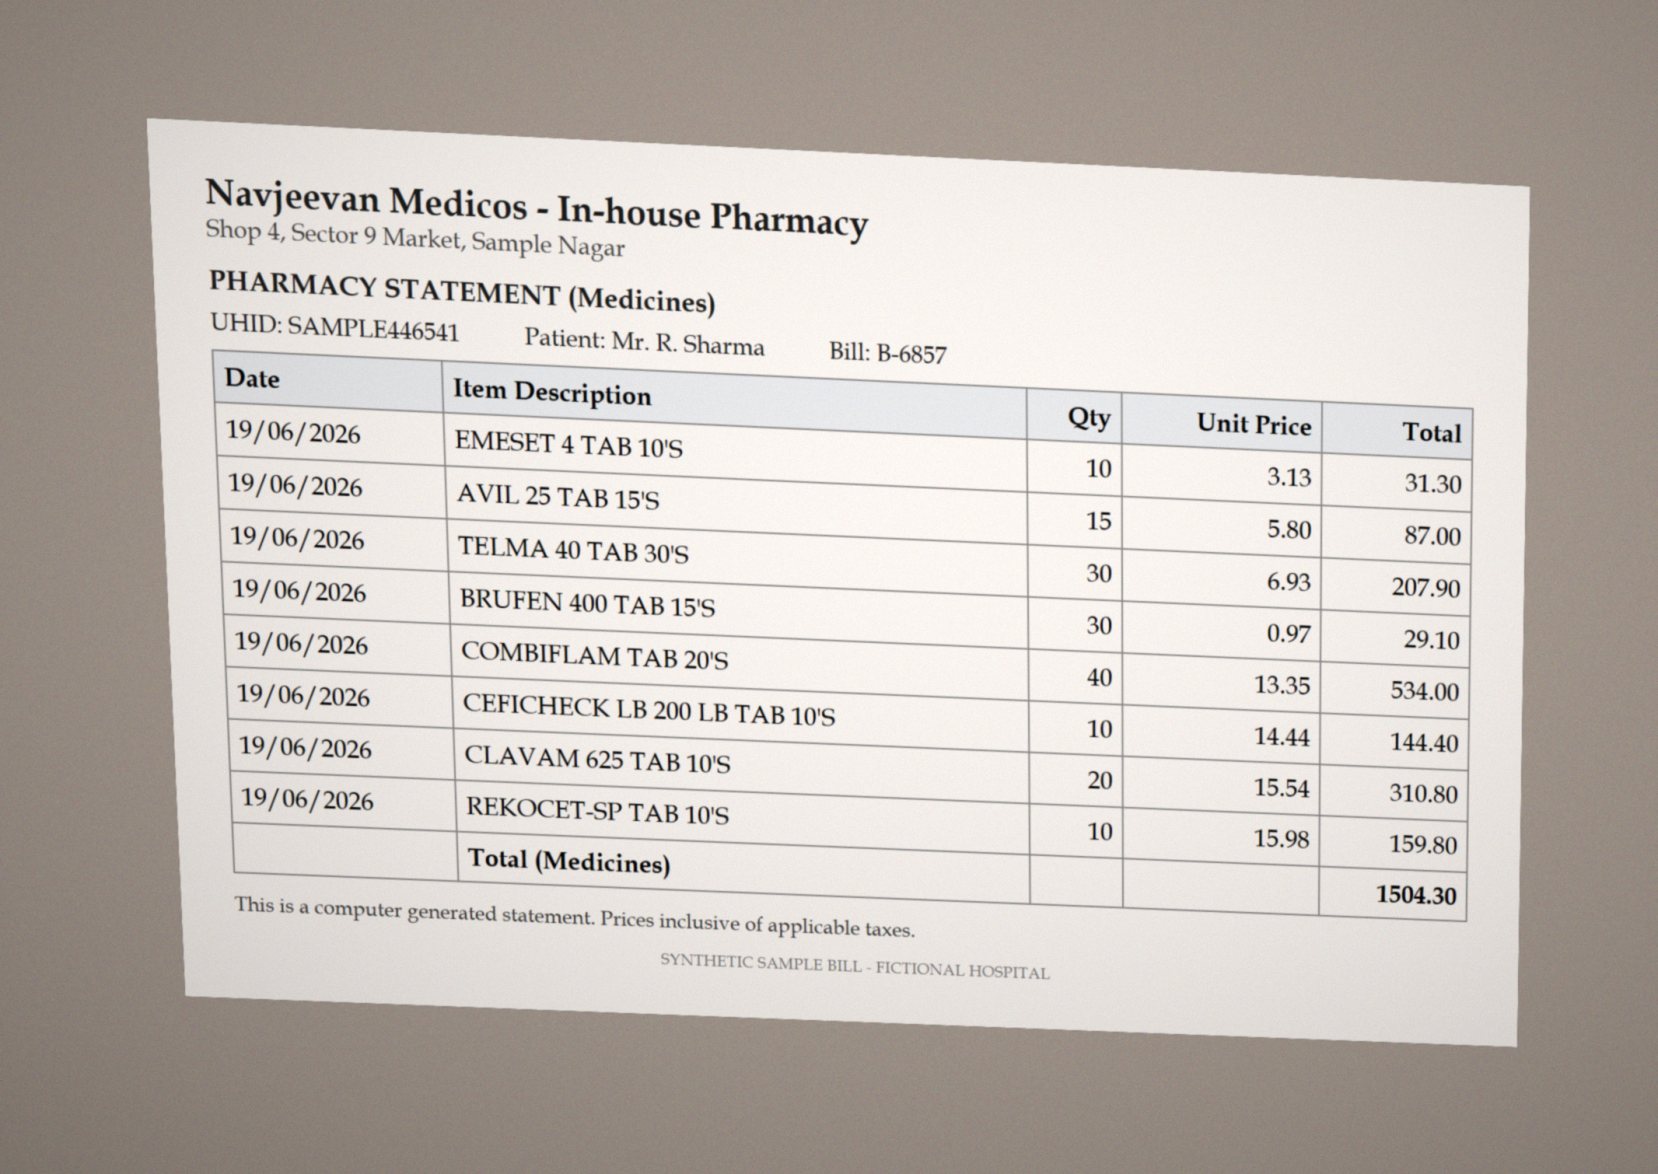 Navjeevan Medicos - In-house Pharmacy
Shop 4, Sector 9 Market, Sample Nagar
PHARMACY STATEMENT (Medicines)
UHID: SAMPLE446541 Patient: Mr. R. Sharma Bill: B-6857
Date Item Description Qty Unit Price Total
19/06/2026 EMESET 4 TAB 10'S 10 3.13 31.30
19/06/2026 AVIL 25 TAB 15'S 15 5.80 87.00
19/06/2026 TELMA 40 TAB 30'S 30 6.93 207.90
19/06/2026 BRUFEN 400 TAB 15'S 30 0.97 29.10
19/06/2026 COMBIFLAM TAB 20'S 40 13.35 534.00
19/06/2026 CEFICHECK LB 200 LB TAB 10'S 10 14.44 144.40
19/06/2026 CLAVAM 625 TAB 10'S 20 15.54 310.80
19/06/2026 REKOCET-SP TAB 10'S 10 15.98 159.80
Total (Medicines) 1504.30
This is a computer generated statement. Prices inclusive of applicable taxes.
SYNTHETIC SAMPLE BILL - FICTIONAL HOSPITAL